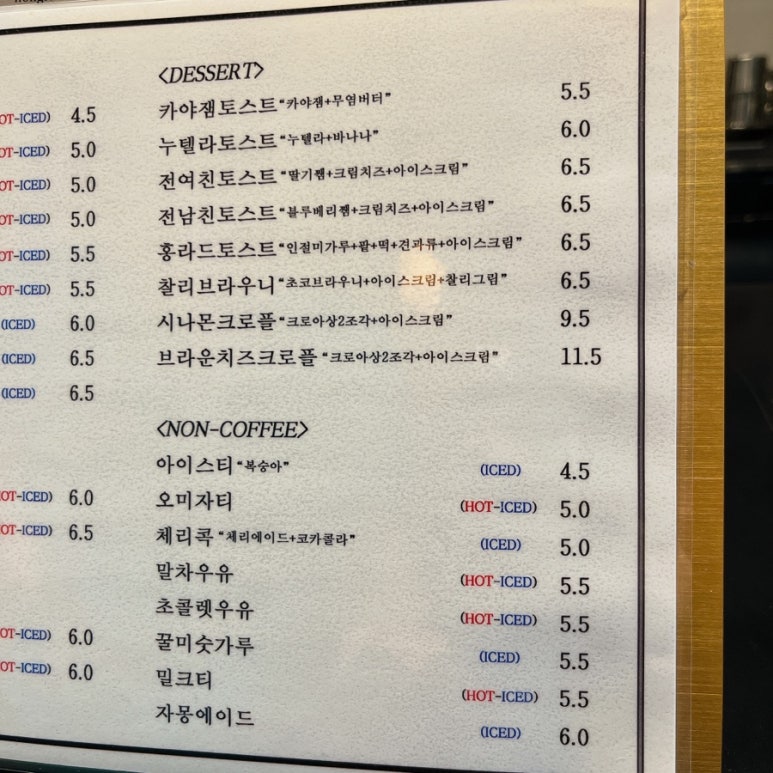 OT-ICED) 4.5
OT-ICED) 5.0
OT-ICED) 5.0
OT-ICED) 5.0
OT-ICED) 5.5
OT-ICED) 5.5
(ICED) 6.0
(ICED) 6.5
(ICED) 6.5
HOT-ICED) 6.0
HOT-ICED) 6.5
OT-ICED) 6.0
OT-ICED) 6.0
<DESSERT>
카야잼토스트 "카야잼+무염버터" 5.5
누텔라토스트 "누텔라+바나나" 6.0
전여친토스트 "딸기쨈+크림치즈+아이스크림" 6.5
전남친토스트 "블루베리쨈+크림치즈+아이스크림" 6.5
홍라드토스트 "인절미가루+팥+떡+견과류+아이스크림" 6.5
찰리브라우니 "초코브라우니+아이스크림+찰리그림" 6.5
시나몬크로플 "크로아상2조각+아이스크림" 9.5
브라운치즈크로플 "크로아상2조각+아이스크림" 11.5
<NON-COFFEE>
아이스티 "복숭아" (ICED) 4.5
오미자티 (HOT-ICED) 5.0
체리콕 "체리에이드+코카콜라" (ICED) 5.0
말차우유 (HOT-ICED) 5.5
초콜렛우유 (HOT-ICED) 5.5
꿀미숫가루 (ICED) 5.5
밀크티 (HOT-ICED) 5.5
자몽에이드 (ICED) 6.0